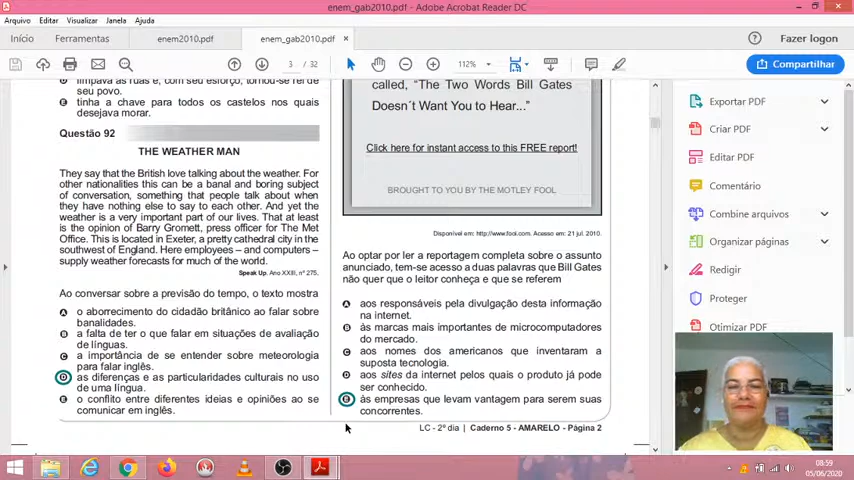 enem_gab2010.pdf - Adobe Acrobat Reader DC
Arquivo Editar Visualizar Janela Ajuda
Início Ferramentas enem2010.pdf enem_gab2010.pdf × Fazer logon
3 / 32 112% Compartilhar
limpava as ruas e, com seu esforço, tornou-se rei de
seu povo.
E tinha a chave para todos os castelos nos quais
desejava morar.
Questão 92
THE WEATHER MAN
They say that the British love talking about the weather. For
other nationalities this can be a banal and boring subject
of conversation, something that people talk about when
they have nothing else to say to each other. And yet the
weather is a very important part of our lives. That at least
is the opinion of Barry Gromett, press officer for The Met
Office. This is located in Exeter, a pretty cathedral city in the
southwest of England. Here employees – and computers –
supply weather forecasts for much of the world.
Speak Up. Ano XXIII, nº 275.
Ao conversar sobre a previsão do tempo, o texto mostra
A o aborrecimento do cidadão britânico ao falar sobre
banalidades.
B a falta de ter o que falar em situações de avaliação
de línguas.
C a importância de se entender sobre meteorologia
para falar inglês.
D as diferenças e as particularidades culturais no uso
de uma língua.
E o conflito entre diferentes ideias e opiniões ao se
comunicar em inglês.
called, “The Two Words Bill Gates
Doesn´t Want You to Hear...”
Click here for instant access to this FREE report!
BROUGHT TO YOU BY THE MOTLEY FOOL
Disponível em: http://www.fool.com. Acesso em: 21 jul. 2010.
Ao optar por ler a reportagem completa sobre o assunto
anunciado, tem-se acesso a duas palavras que Bill Gates
não quer que o leitor conheça e que se referem
A aos responsáveis pela divulgação desta informação
na internet.
B às marcas mais importantes de microcomputadores
do mercado.
C aos nomes dos americanos que inventaram a
suposta tecnologia.
D aos sites da internet pelos quais o produto já pode
ser conhecido.
E às empresas que levam vantagem para serem suas
concorrentes.
LC - 2º dia | Caderno 5 - AMARELO - Página 2
Exportar PDF
Criar PDF
Editar PDF
Comentário
Combine arquivos
Organizar páginas
Redigir
Proteger
Otimizar PDF
08:59
05/06/2020